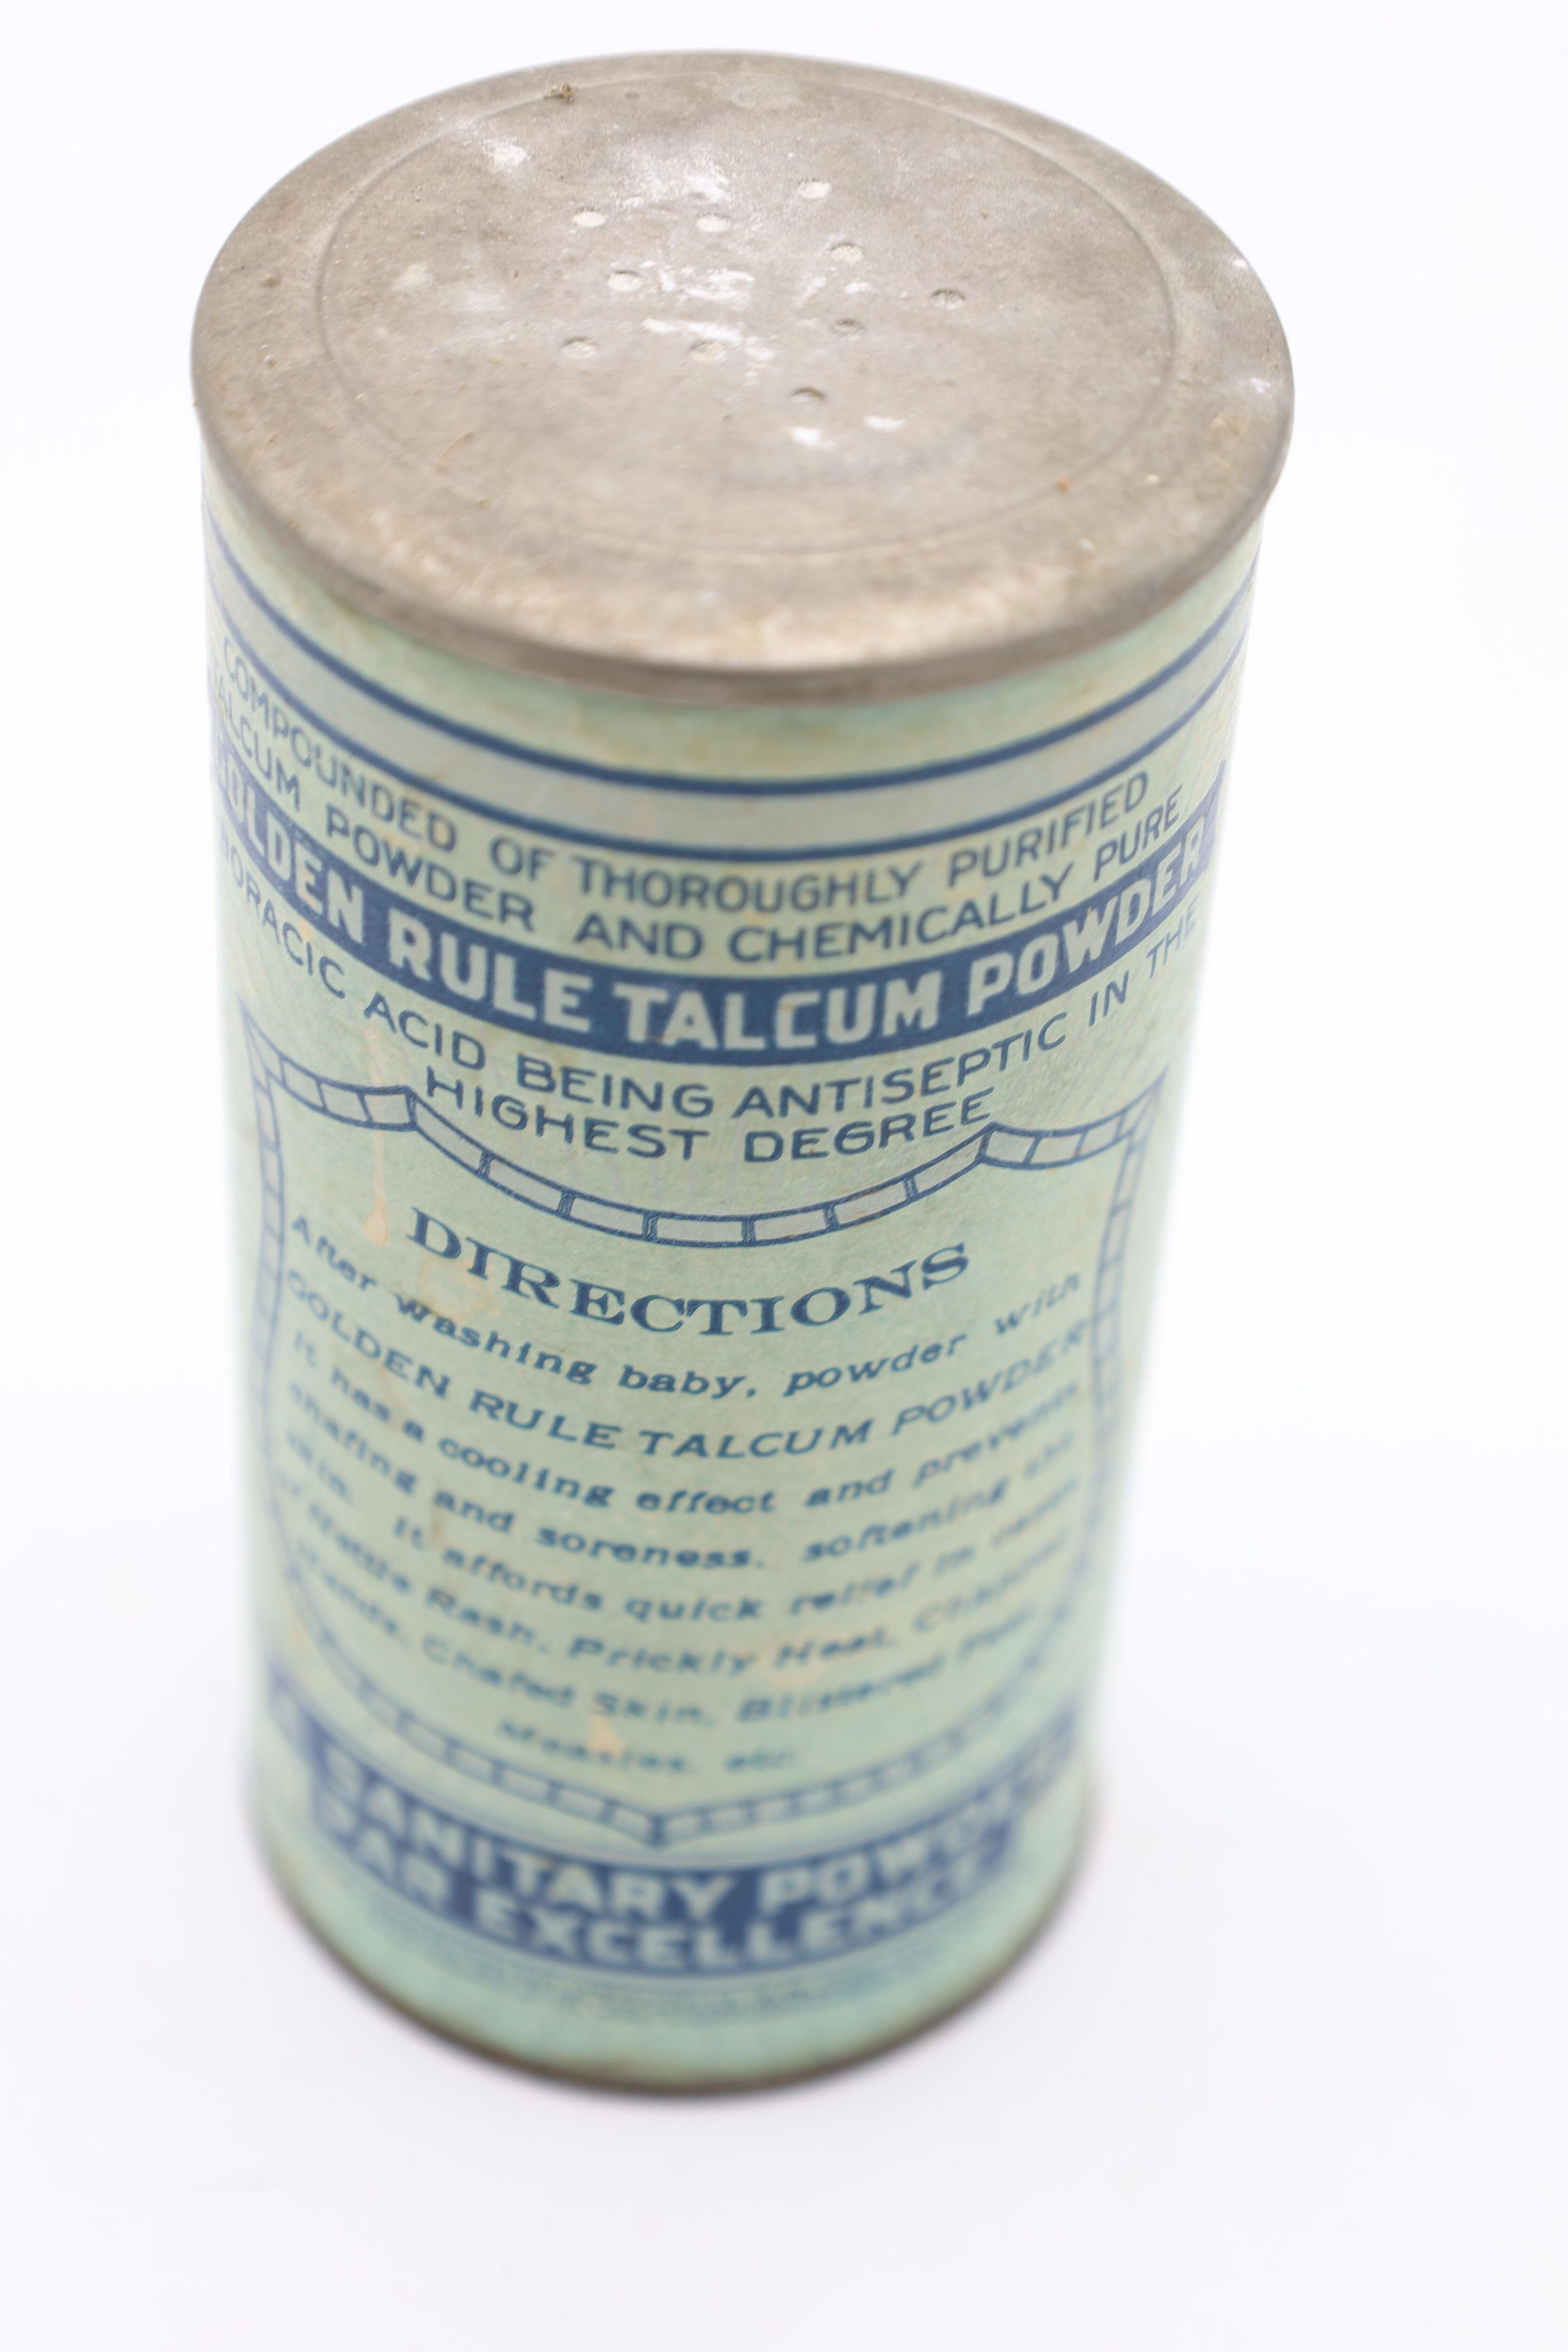 COMPOUNDED OF THOROUGHLY PURIFIED
TALCUM POWDER AND CHEMICALLY PURE
GOLDEN RULE TALCUM POWDER
BORACIC ACID BEING ANTISEPTIC IN THE
HIGHEST DEGREE
DIRECTIONS
After washing baby, powder with
GOLDEN RULE TALCUM POWDER
It has a cooling effect and prevents
chafing and soreness, softening the
skin. It affords quick relief in cases
of Nettle Rash, Prickly Heat, Chapped
Hands, Chafed Skin, Blistered Feet,
Measles, etc.
SANITARY POWDER
PAR EXCELLENCE